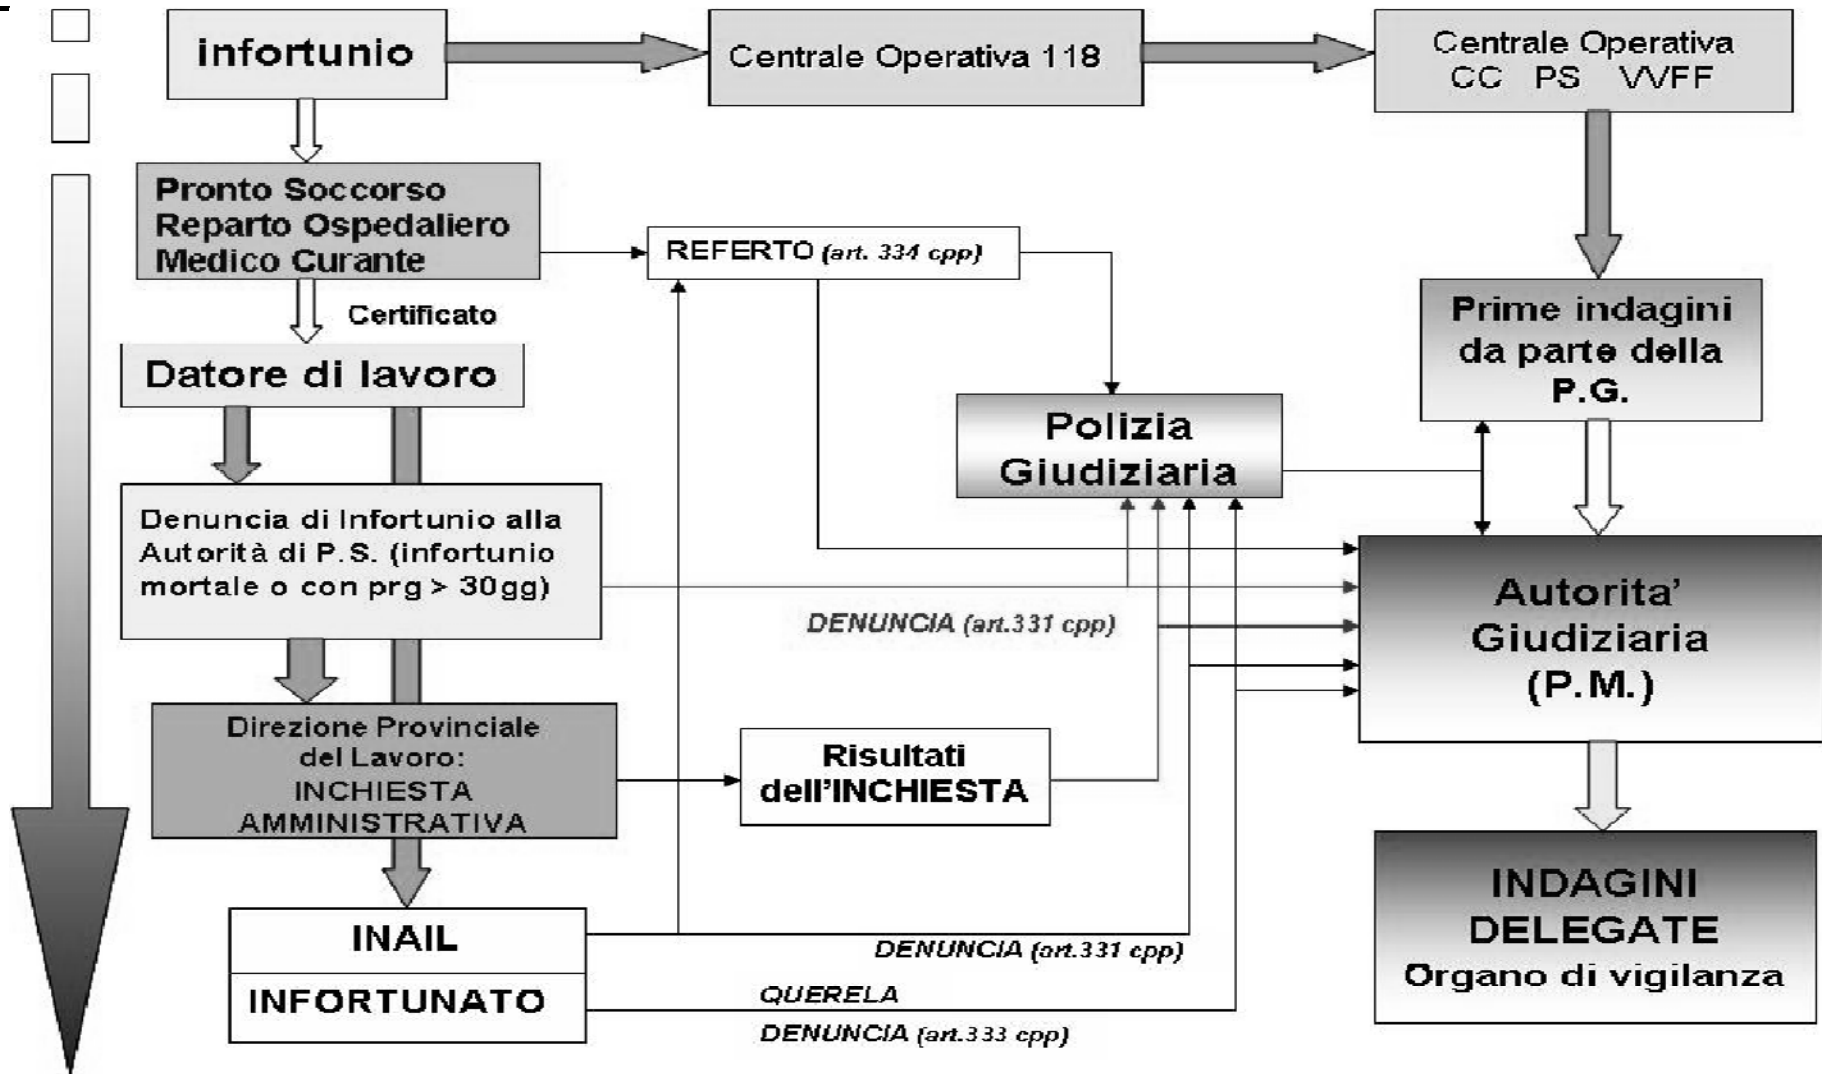 infortunio
Centrale Operativa 118
Centrale Operativa
CC PS VVFF
Pronto Soccorso
Reparto Ospedaliero
Medico Curante
REFERTO (art. 334 cpp)
Certificato
Prime indagini
da parte della
P.G.
Datore di lavoro
Polizia
Giudiziaria
Denuncia di Infortunio alla
Autorità di P.S. (infortunio
mortale o con prg > 30gg)
DENUNCIA (art.331 cpp)
Autorita'
Giudiziaria
(P.M.)
Direzione Provinciale
del Lavoro:
INCHIESTA
AMMINISTRATIVA
Risultati
dell'INCHIESTA
INAIL
DENUNCIA (art.331 cpp)
INFORTUNATO
QUERELA
DENUNCIA (art.333 cpp)
INDAGINI
DELEGATE
Organo di vigilanza